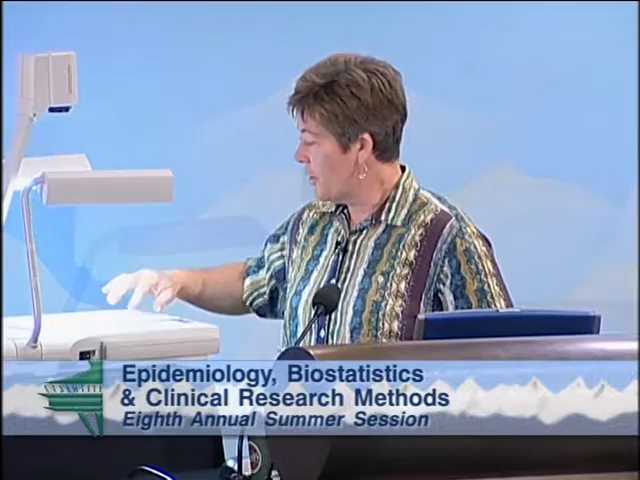 Epidemiology, Biostatistics
& Clinical Research Methods
Eighth Annual Summer Session